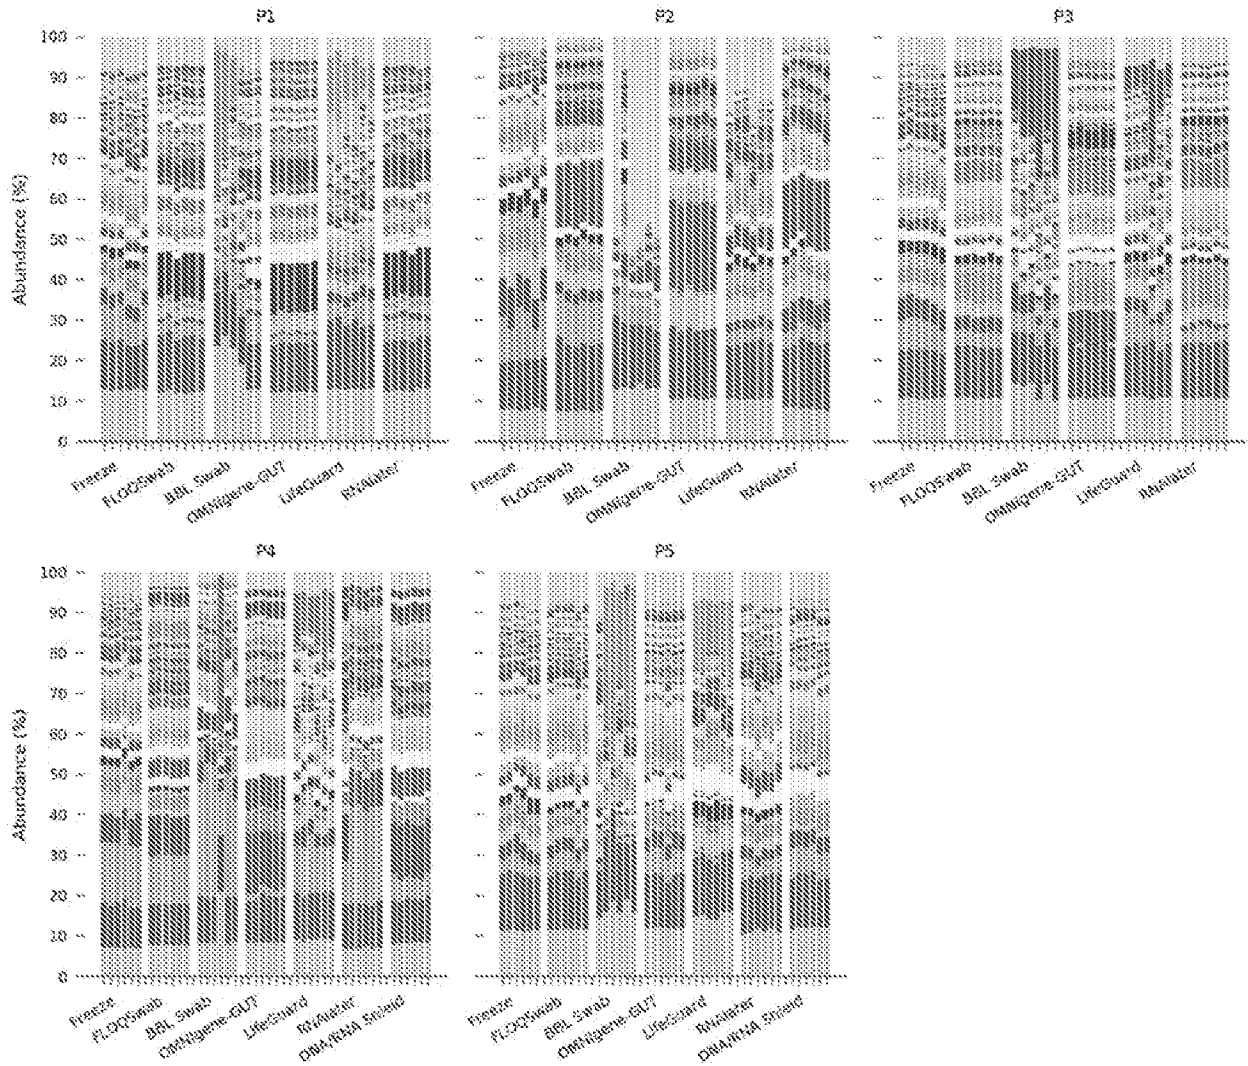 P1
P2
P3
100
90
80
70
60
50
40
30
20
10
0
Abundance (%)
Freeze
FLOQSwab
BBL Swab
OMNIgene-GUT
LifeGuard
RNAlater
Freeze
FLOQSwab
BBL Swab
OMNIgene-GUT
LifeGuard
RNAlater
Freeze
FLOQSwab
BBL Swab
OMNIgene-GUT
LifeGuard
RNAlater
P4
P5
100
90
80
70
60
50
40
30
20
10
0
Abundance (%)
Freeze
FLOQSwab
BBL Swab
OMNIgene-GUT
LifeGuard
RNAlater
DNA/RNA Shield
Freeze
FLOQSwab
BBL Swab
OMNIgene-GUT
LifeGuard
RNAlater
DNA/RNA Shield